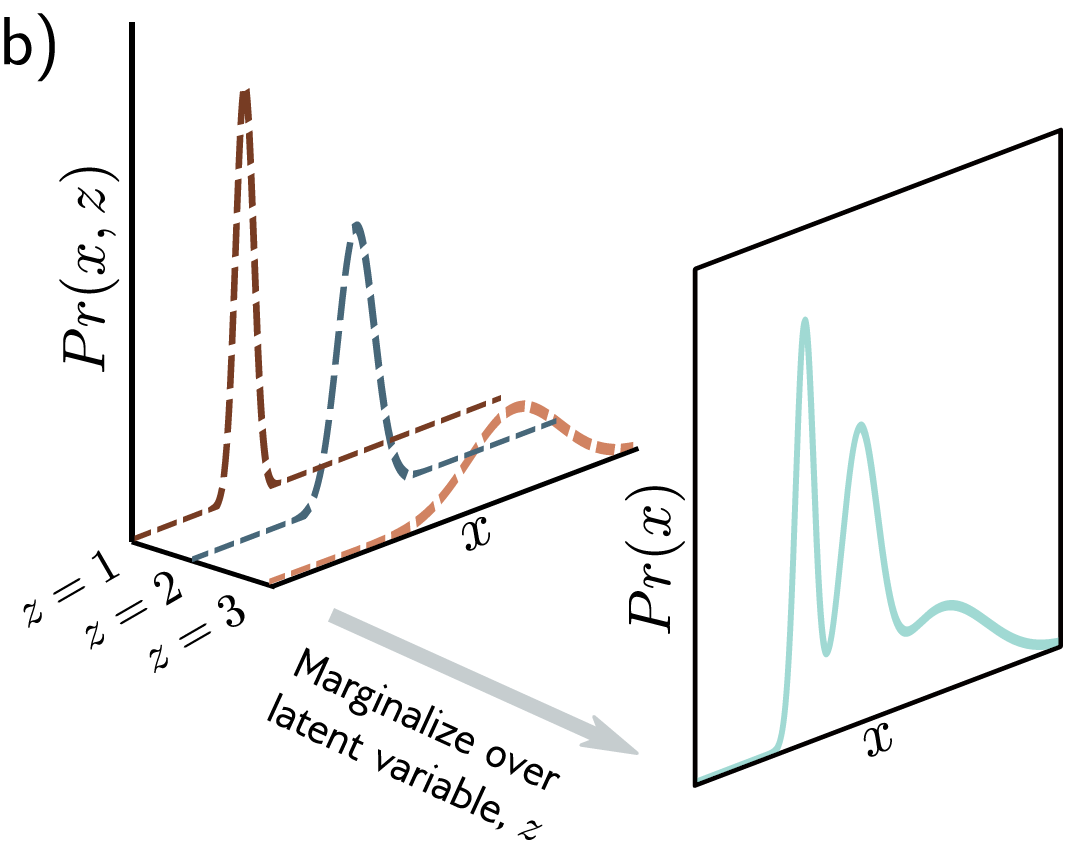 b)
Pr(x, z)
x
z = 1
z = 2
z = 3
Marginalize over
latent variable, z
Pr(x)
x